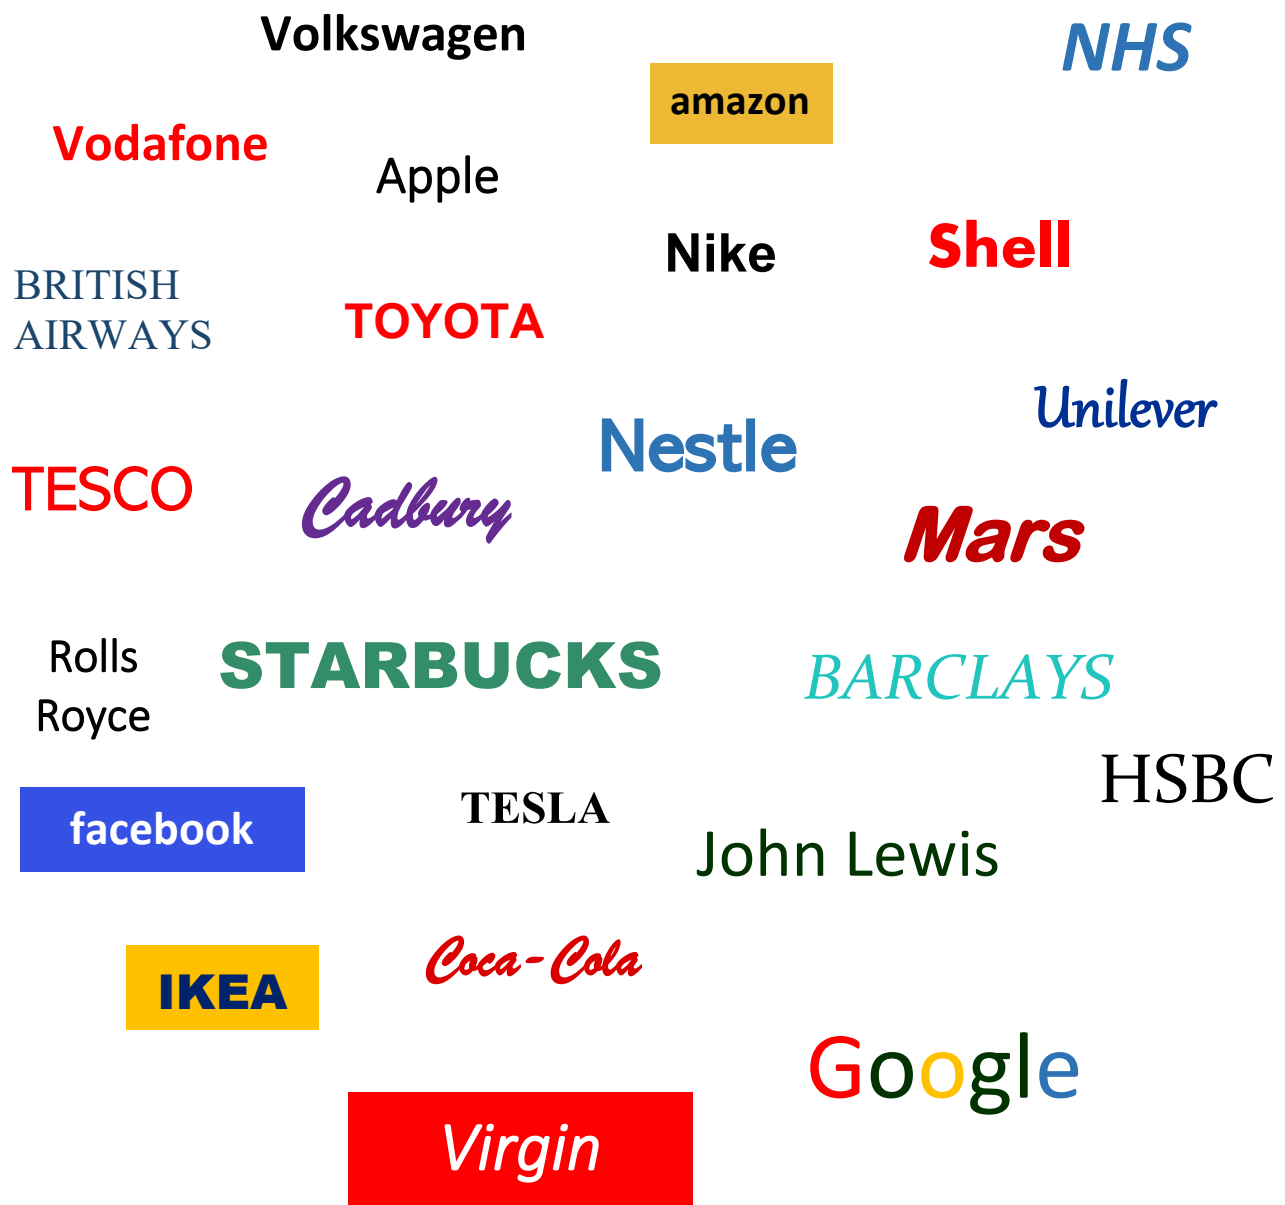 Volkswagen
NHS
amazon
Vodafone
Apple
Nike
Shell
BRITISH
AIRWAYS
TOYOTA
Unilever
Nestle
TESCO
Cadbury
Mars
Rolls
Royce
STARBUCKS
BARCLAYS
HSBC
facebook
TESLA
John Lewis
IKEA
Coca-Cola
Google
Virgin